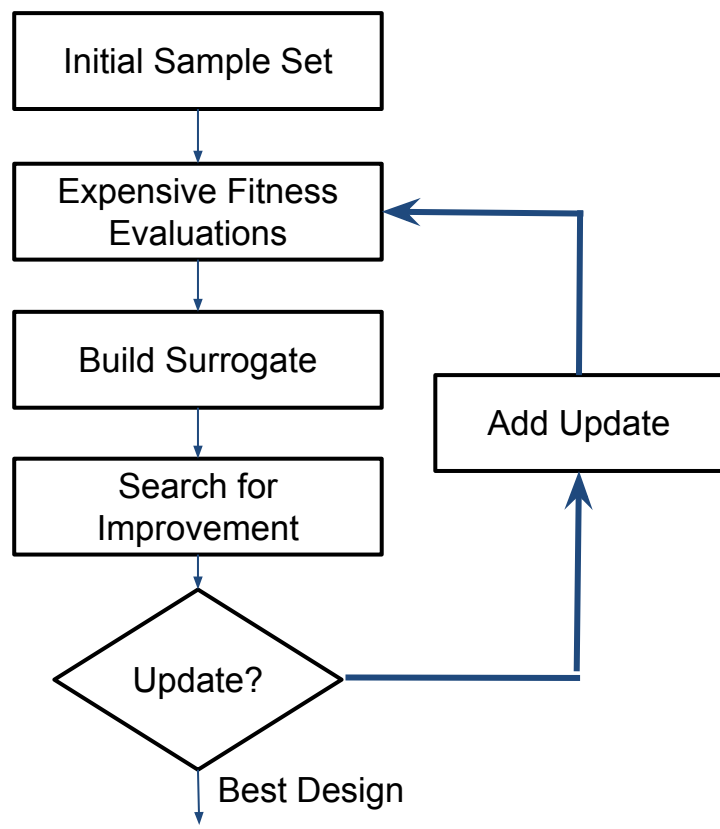 Initial Sample Set
Expensive Fitness
Evaluations
Build Surrogate
Add Update
Search for
Improvement
Update?
Best Design